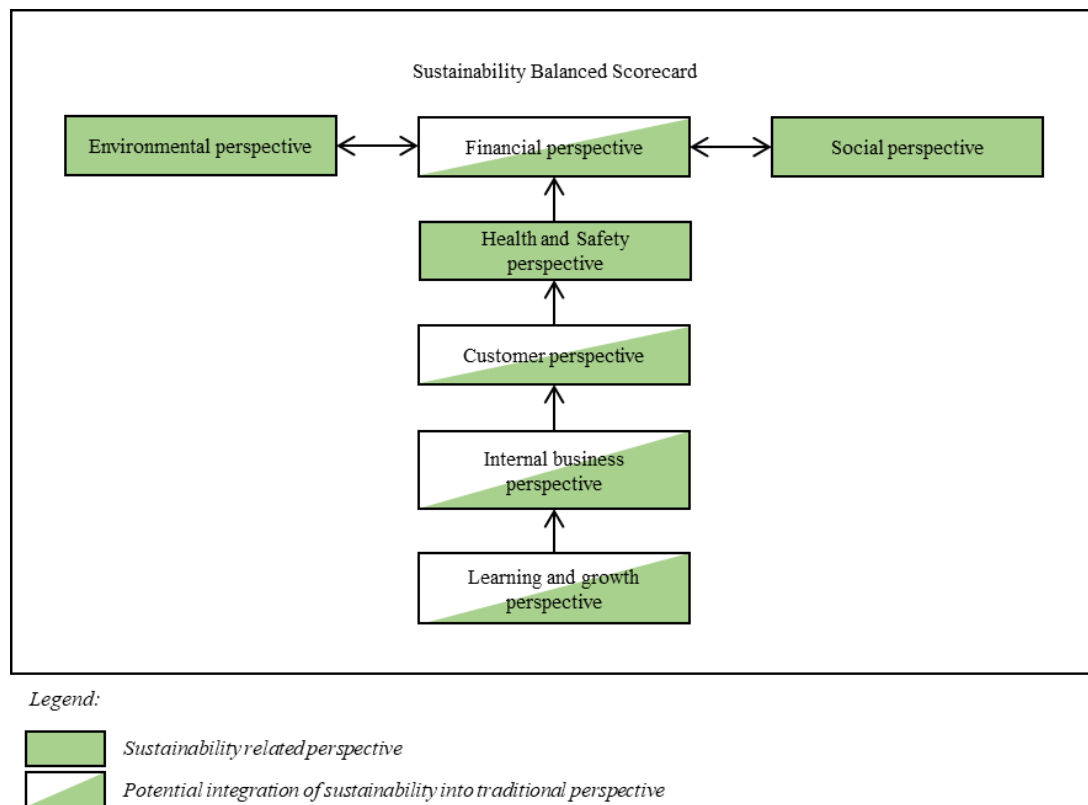 Sustainability Balanced Scorecard
Environmental perspective
Financial perspective
Social perspective
Health and Safety
perspective
Customer perspective
Internal business
perspective
Learning and growth
perspective
Legend:
Sustainability related perspective
Potential integration of sustainability into traditional perspective